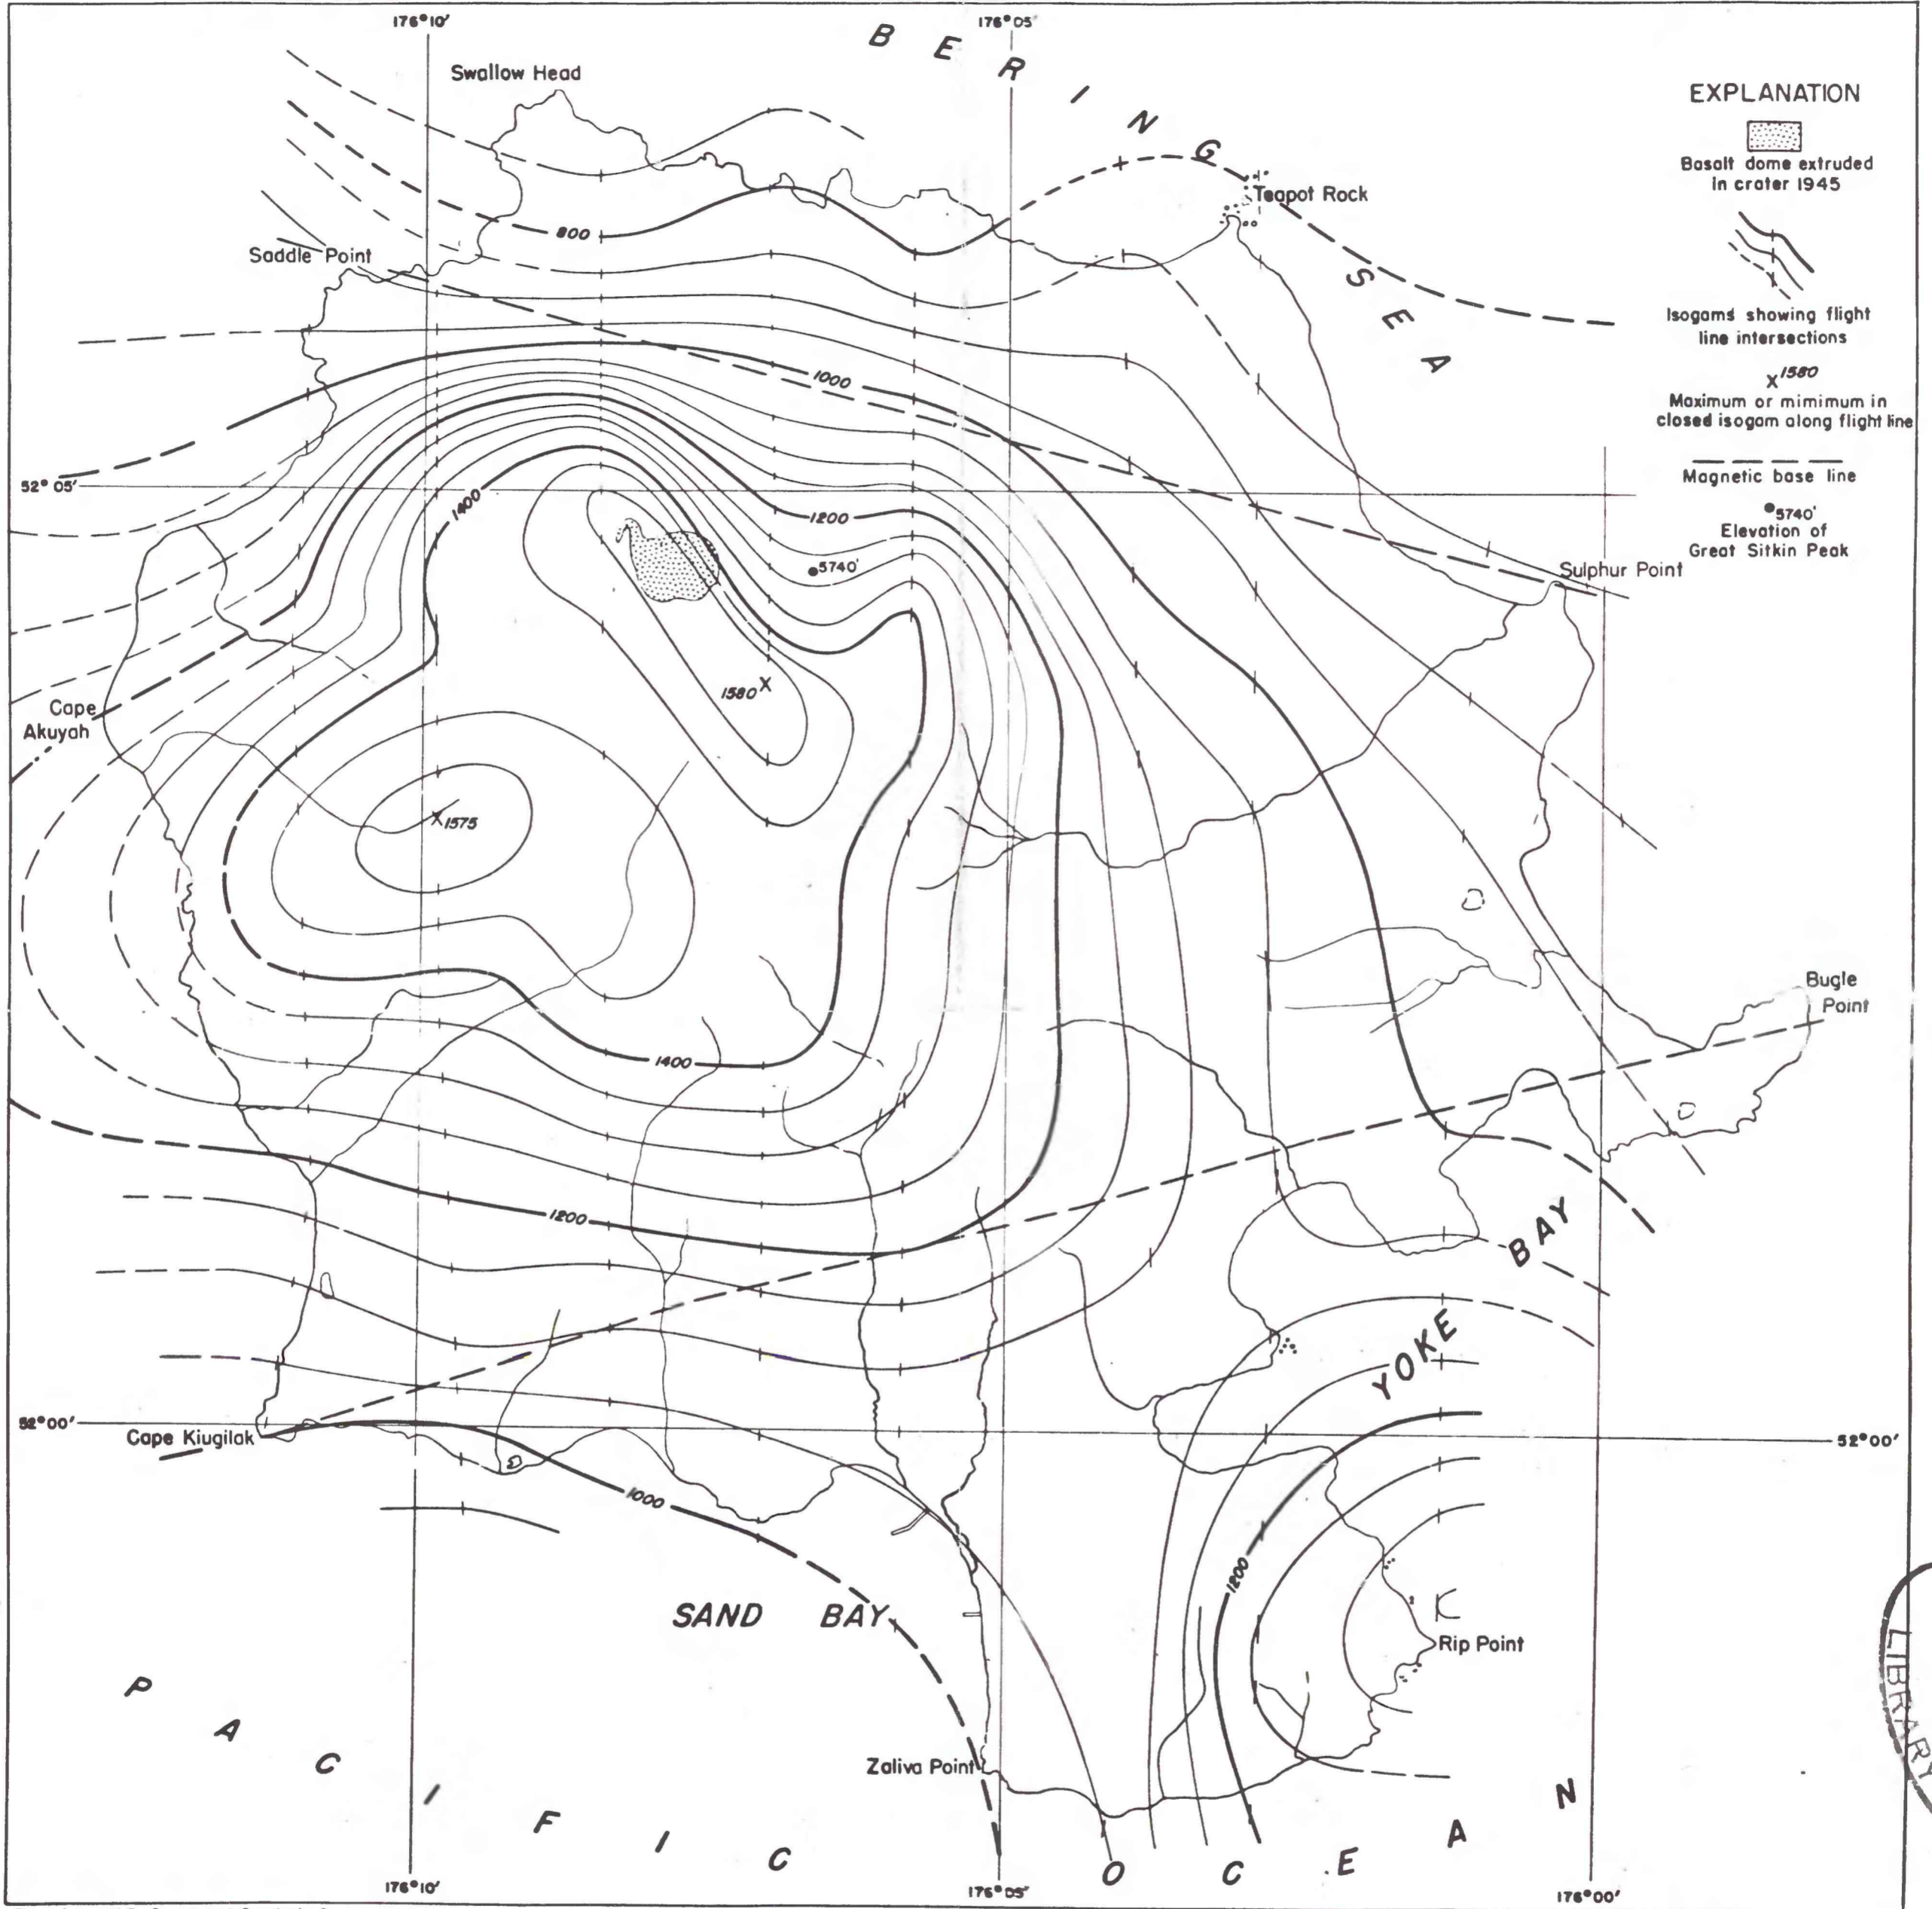 176°10'
176°05'
BERING SEA
Swallow Head
Teapot Rock
Saddle Point
800
1000
52°05'
1400
1200
5740'
Sulphur Point
Cape
Akuyah
1580
1575
Bugle
Point
1400
1200
BAY
YOKE
52°00'
Cape Kiugilak
52°00'
1000
1200
SAND BAY
Rip Point
Zaliva Point
PACIFIC OCEAN
176°10'
176°05'
176°00'
EXPLANATION
Basalt dome extruded
in crater 1945
Isogams showing flight
line intersections
x1580
Maximum or mimimum in
closed isogam along flight line
Magnetic base line
5740'
Elevation of
Great Sitkin Peak
LIBRARY